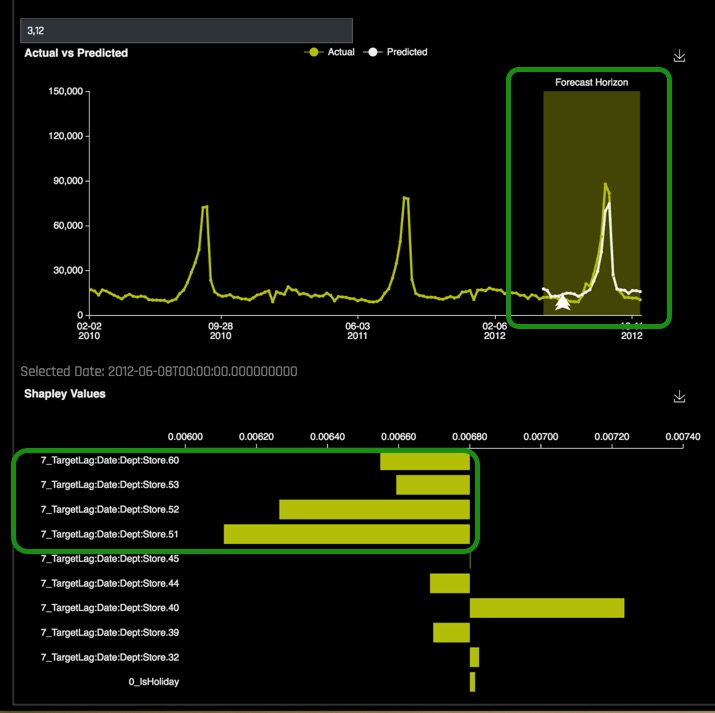 3,12
Actual vs Predicted
Actual Predicted
Forecast Horizon
150,000
120,000
90,000
60,000
30,000
0
02-02 2010
09-28 2010
06-03 2011
02-06 2012
2012
Selected Date: 2012-06-08T00:00:00.000000000
Shapley Values
0.00600 0.00620 0.00640 0.00660 0.00680 0.00700 0.00720 0.00740
7_TargetLag:Date:Dept:Store.60
7_TargetLag:Date:Dept:Store.53
7_TargetLag:Date:Dept:Store.52
7_TargetLag:Date:Dept:Store.51
7_TargetLag:Date:Dept:Store.45
7_TargetLag:Date:Dept:Store.44
7_TargetLag:Date:Dept:Store.40
7_TargetLag:Date:Dept:Store.39
7_TargetLag:Date:Dept:Store.32
0_IsHoliday